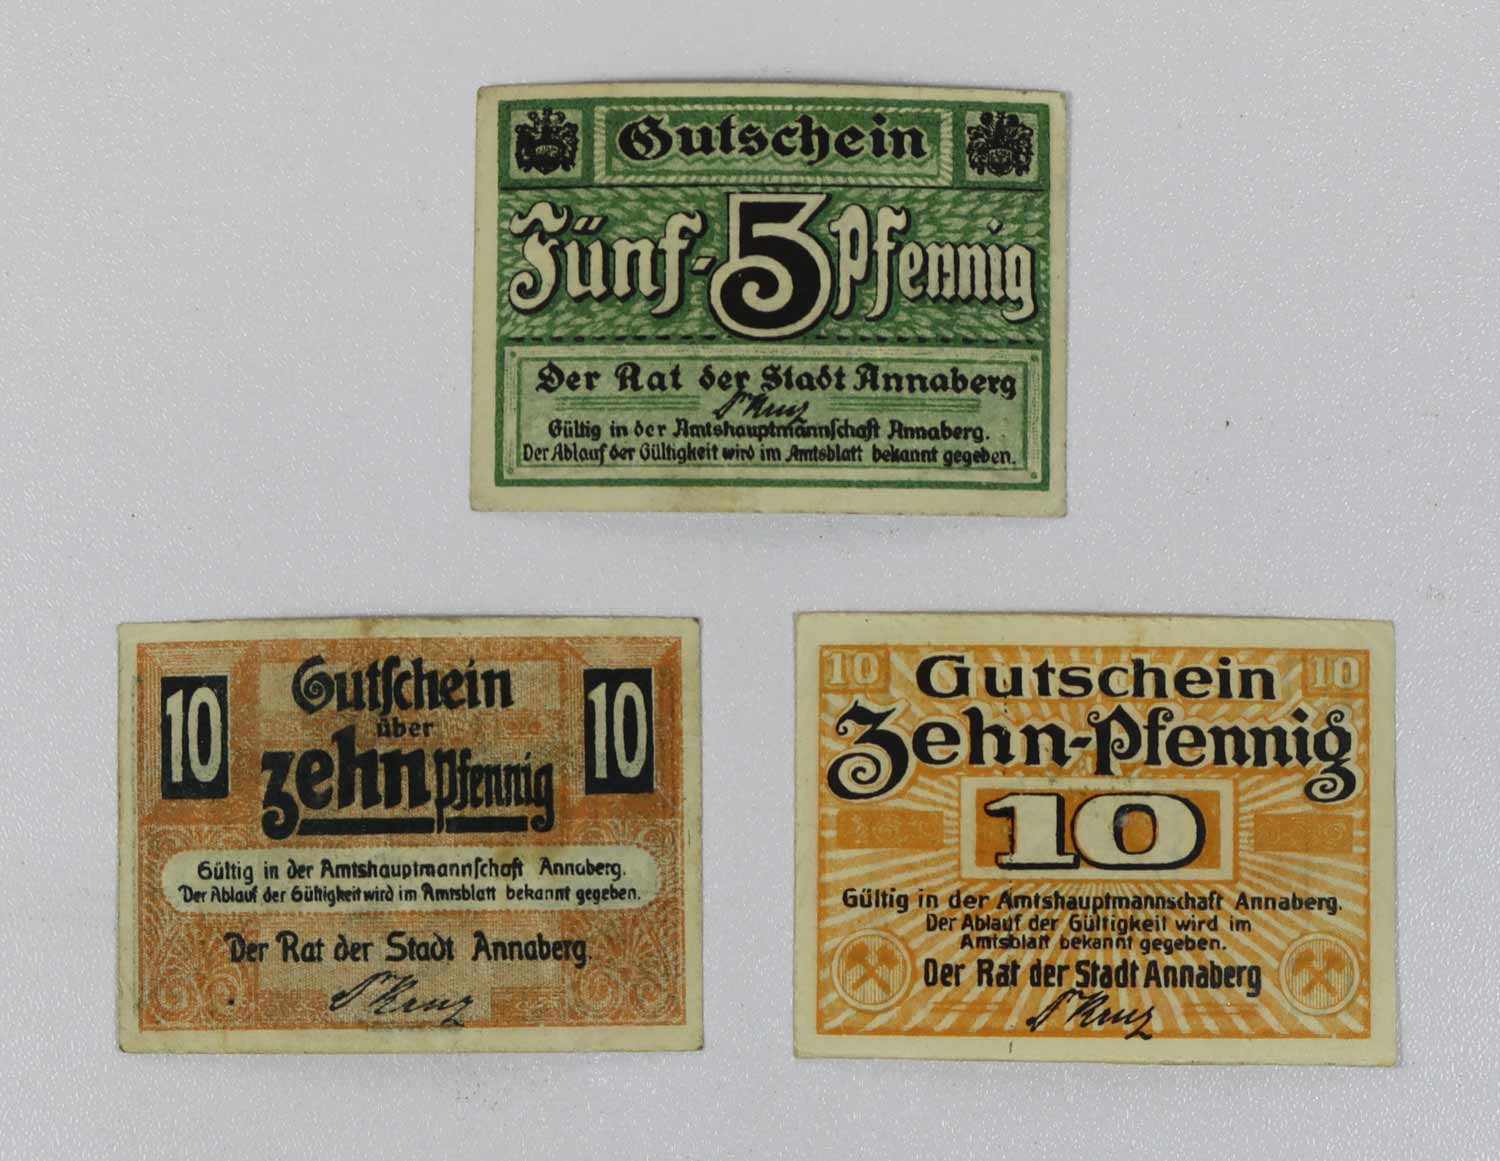 Gutschein
Fünf-5Pfennig
Der Rat der Stadt Annaberg
Gültig in der Amtshauptmannschaft Annaberg.
Der Ablauf der Gültigkeit wird im Amtsblatt bekannt gegeben.
10 Gutschein 10
über
zehn Pfennig
Gültig in der Amtshauptmannschaft Annaberg.
Der Ablauf der Gültigkeit wird im Amtsblatt bekannt gegeben.
Der Rat der Stadt Annaberg.
10 Gutschein 10
Zehn-Pfennig
10
Gültig in der Amtshauptmannschaft Annaberg.
Der Ablauf der Gültigkeit wird im
Amtsblatt bekannt gegeben.
Der Rat der Stadt Annaberg